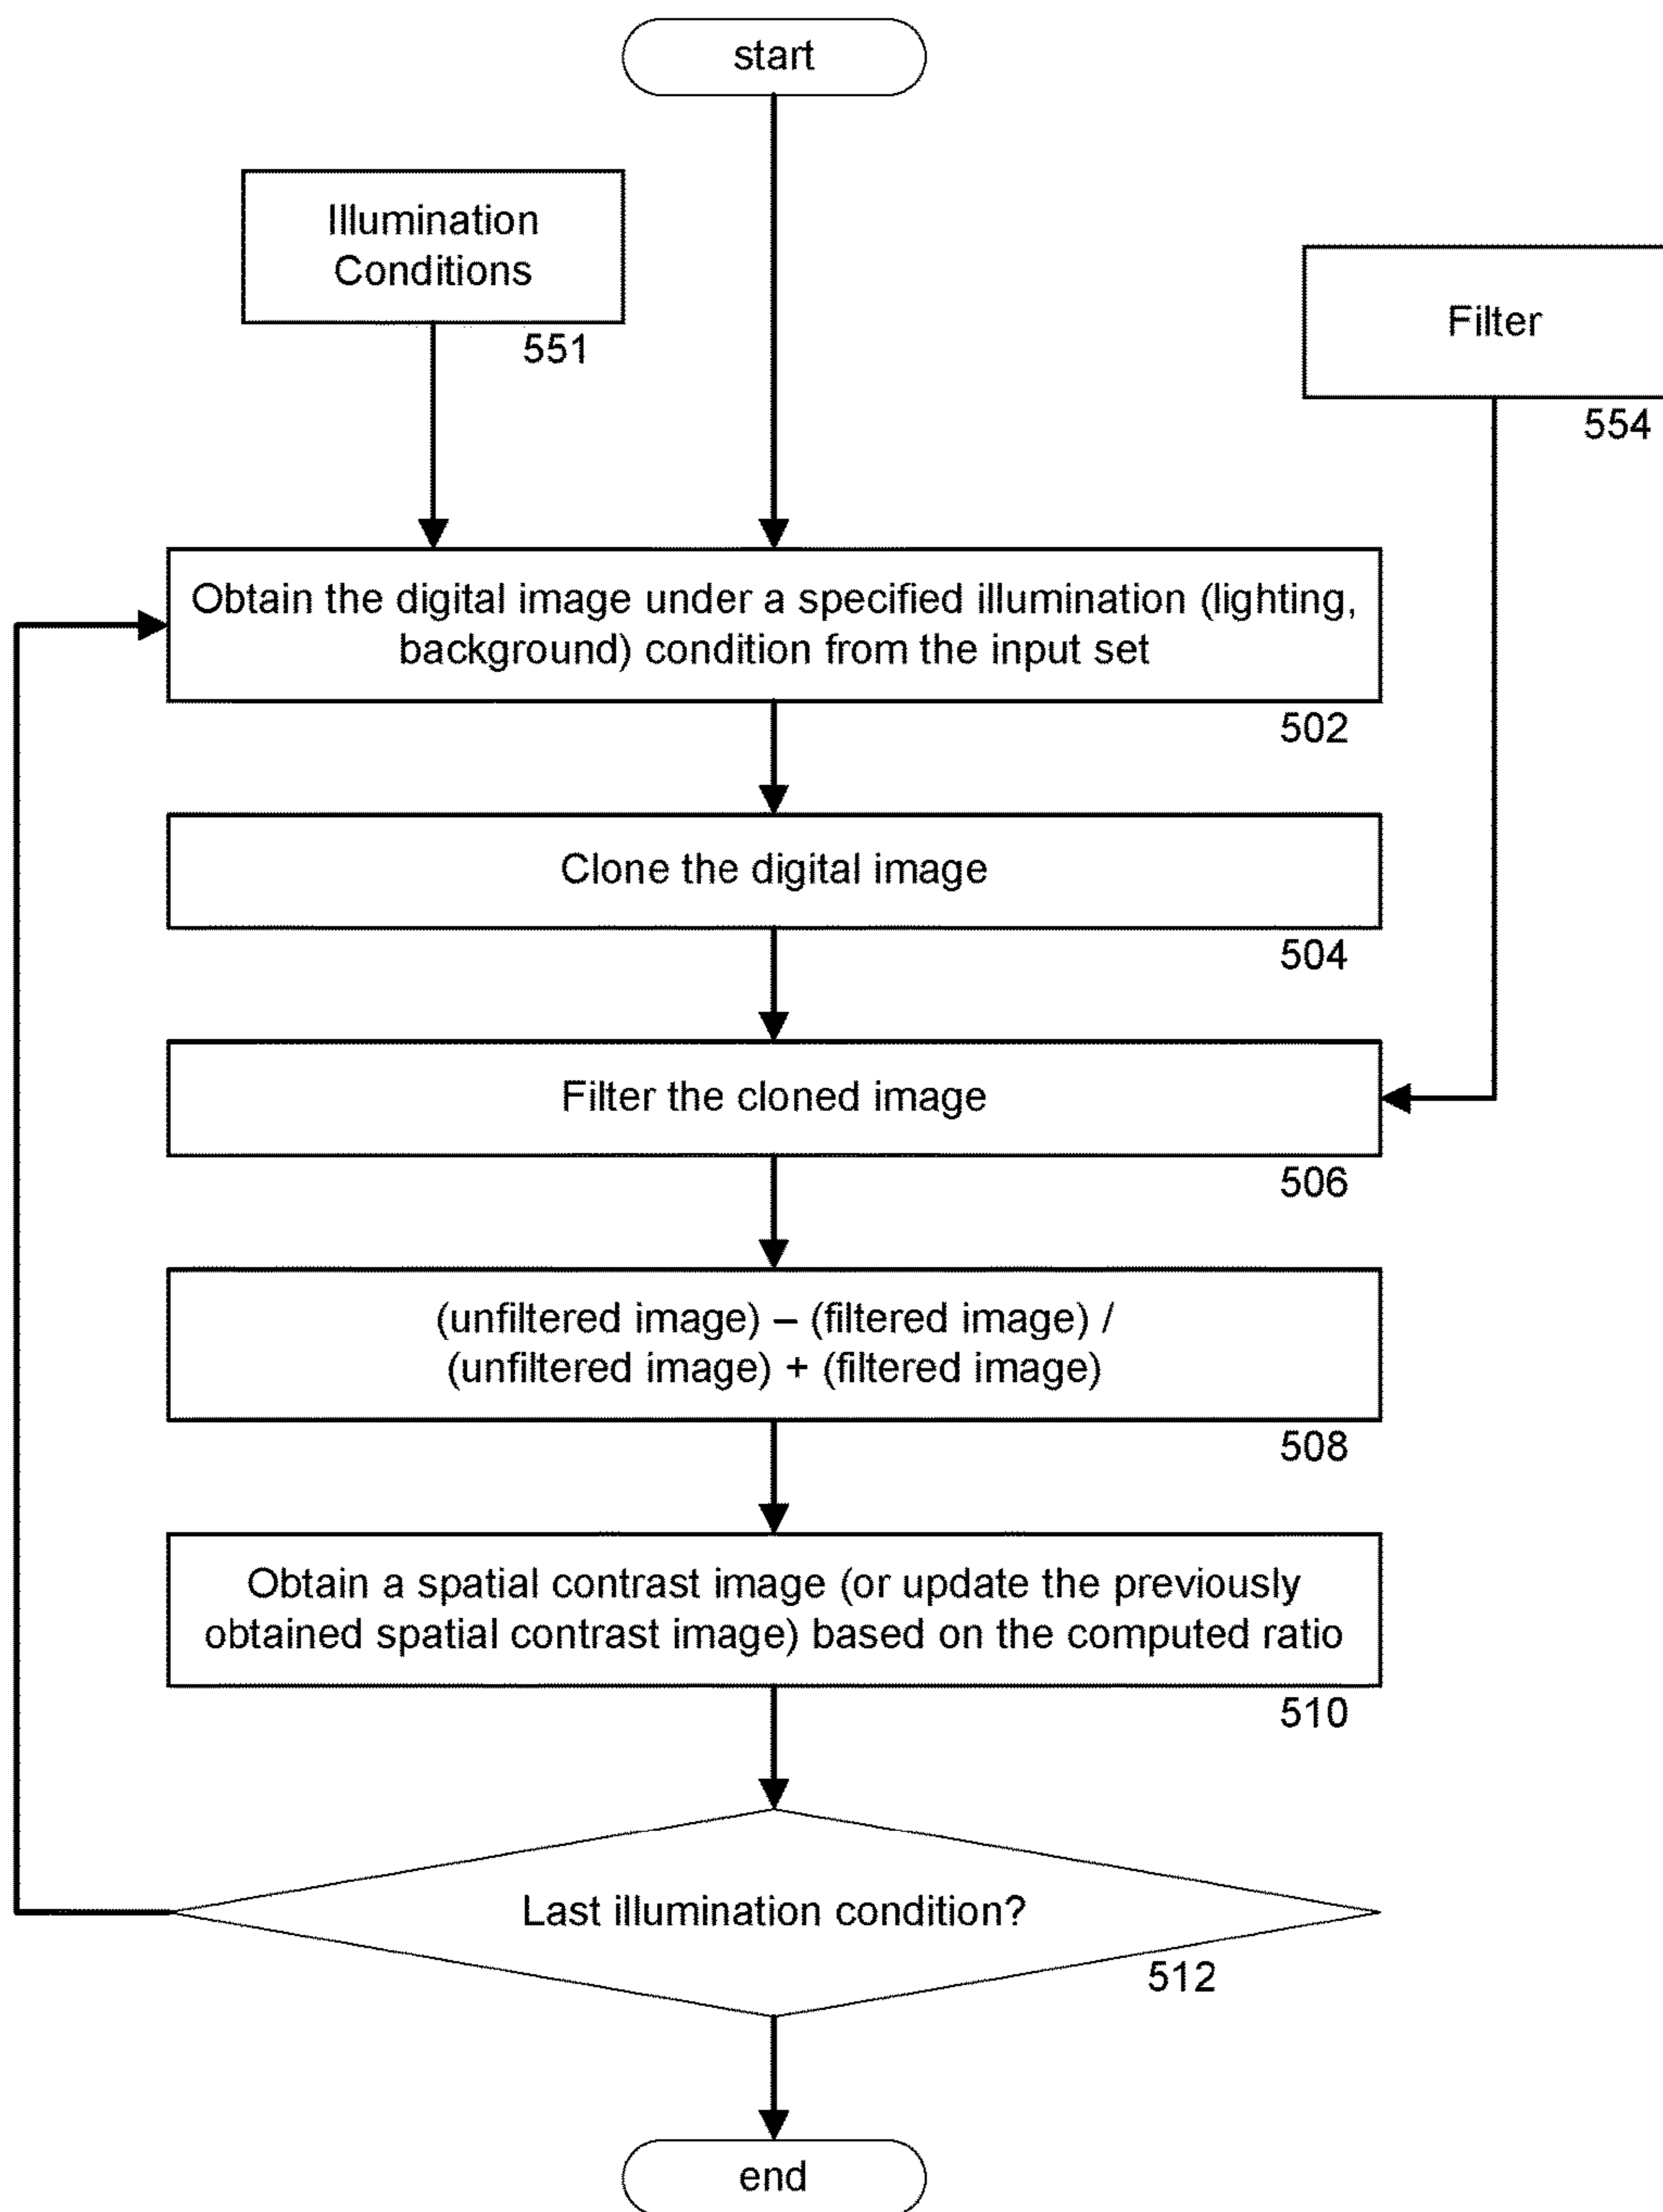 start
Illumination
Conditions
551
Filter
554
Obtain the digital image under a specified illumination (lighting,
background) condition from the input set
502
Clone the digital image
504
Filter the cloned image
506
(unfiltered image) – (filtered image) /
(unfiltered image) + (filtered image)
508
Obtain a spatial contrast image (or update the previously
obtained spatial contrast image) based on the computed ratio
510
Last illumination condition?
512
end